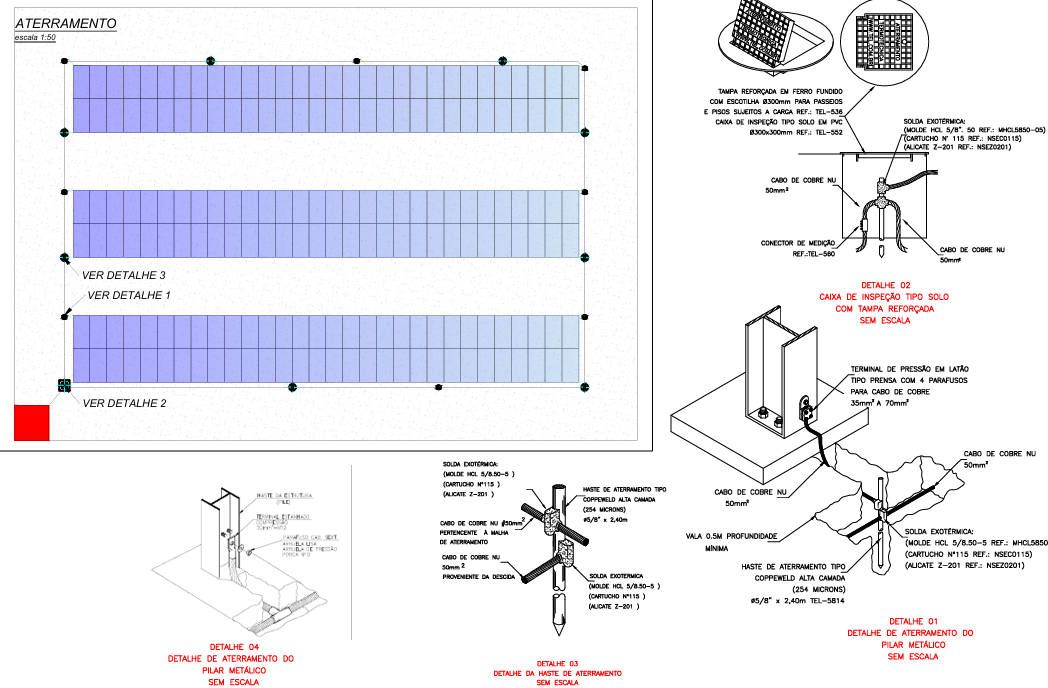 ATERRAMENTO
escala 1:50
VER DETALHE 3
VER DETALHE 1
VER DETALHE 2
TAMPA REFORÇADA EM FERRO FUNDIDO
COM ESCOTILHA Ø300mm PARA PASSEIOS
E PISOS SUJEITOS A CARGA REF.: TEL-536
CAIXA DE INSPEÇÃO TIPO SOLO EM PVC
Ø300x300mm REF.: TEL-552
SOLDA EXOTÉRMICA:
(MOLDE HCL 5/8". 50 REF.: MHCL5850-05)
(CARTUCHO N° 115 REF.: NSEC0115)
(ALICATE Z-201 REF.: NSEZ0201)
CABO DE COBRE NU
50mm²
CONECTOR DE MEDIÇÃO
REF.:TEL-560
CABO DE COBRE NU
50mm²
DETALHE 02
CAIXA DE INSPEÇÃO TIPO SOLO
COM TAMPA REFORÇADA
SEM ESCALA
TERMINAL DE PRESSÃO EM LATÃO
TIPO PRENSA COM 4 PARAFUSOS
PARA CABO DE COBRE
35mm² A 70mm²
CABO DE COBRE NU
50mm²
CABO DE COBRE NU
50mm²
VALA 0.5M PROFUNDIDADE
MÍNIMA
SOLDA EXOTÉRMICA:
(MOLDE HCL 5/8.50-5 REF.: MHCL5850
(CARTUCHO N°115 REF.: NSEC0115)
(ALICATE Z-201 REF.: NSEZ0201)
HASTE DE ATERRAMENTO TIPO
COPPEWELD ALTA CAMADA
(254 MICRONS)
ø5/8" x 2,40m TEL-5814
DETALHE 01
DETALHE DE ATERRAMENTO DO
PILAR METÁLICO
SEM ESCALA
HASTE DA ESTRUTURA
TERMINAL ESTANHADO
COMPRESSÃO
PARAFUSO CAB. SEXT.
ARRUELA LISA
ARRUELA DE PRESSÃO
DETALHE 04
DETALHE DE ATERRAMENTO DO
PILAR METÁLICO
SEM ESCALA
SOLDA EXOTÉRMICA:
(MOLDE HCL 5/8.50-5 )
(CARTUCHO N°115 )
(ALICATE Z-201 )
HASTE DE ATERRAMENTO TIPO
COPPEWELD ALTA CAMADA
(254 MICRONS)
ø5/8" x 2,40m
CABO DE COBRE NU #50mm²
PERTENCENTE À MALHA
DE ATERRAMENTO
CABO DE COBRE NU
50mm²
PROVENIENTE DA DESCIDA
SOLDA EXOTERMICA
(MOLDE HCL 5/8.50-5 )
(CARTUCHO N°115 )
(ALICATE Z-201 )
DETALHE 03
DETALHE DA HASTE DE ATERRAMENTO
SEM ESCALA